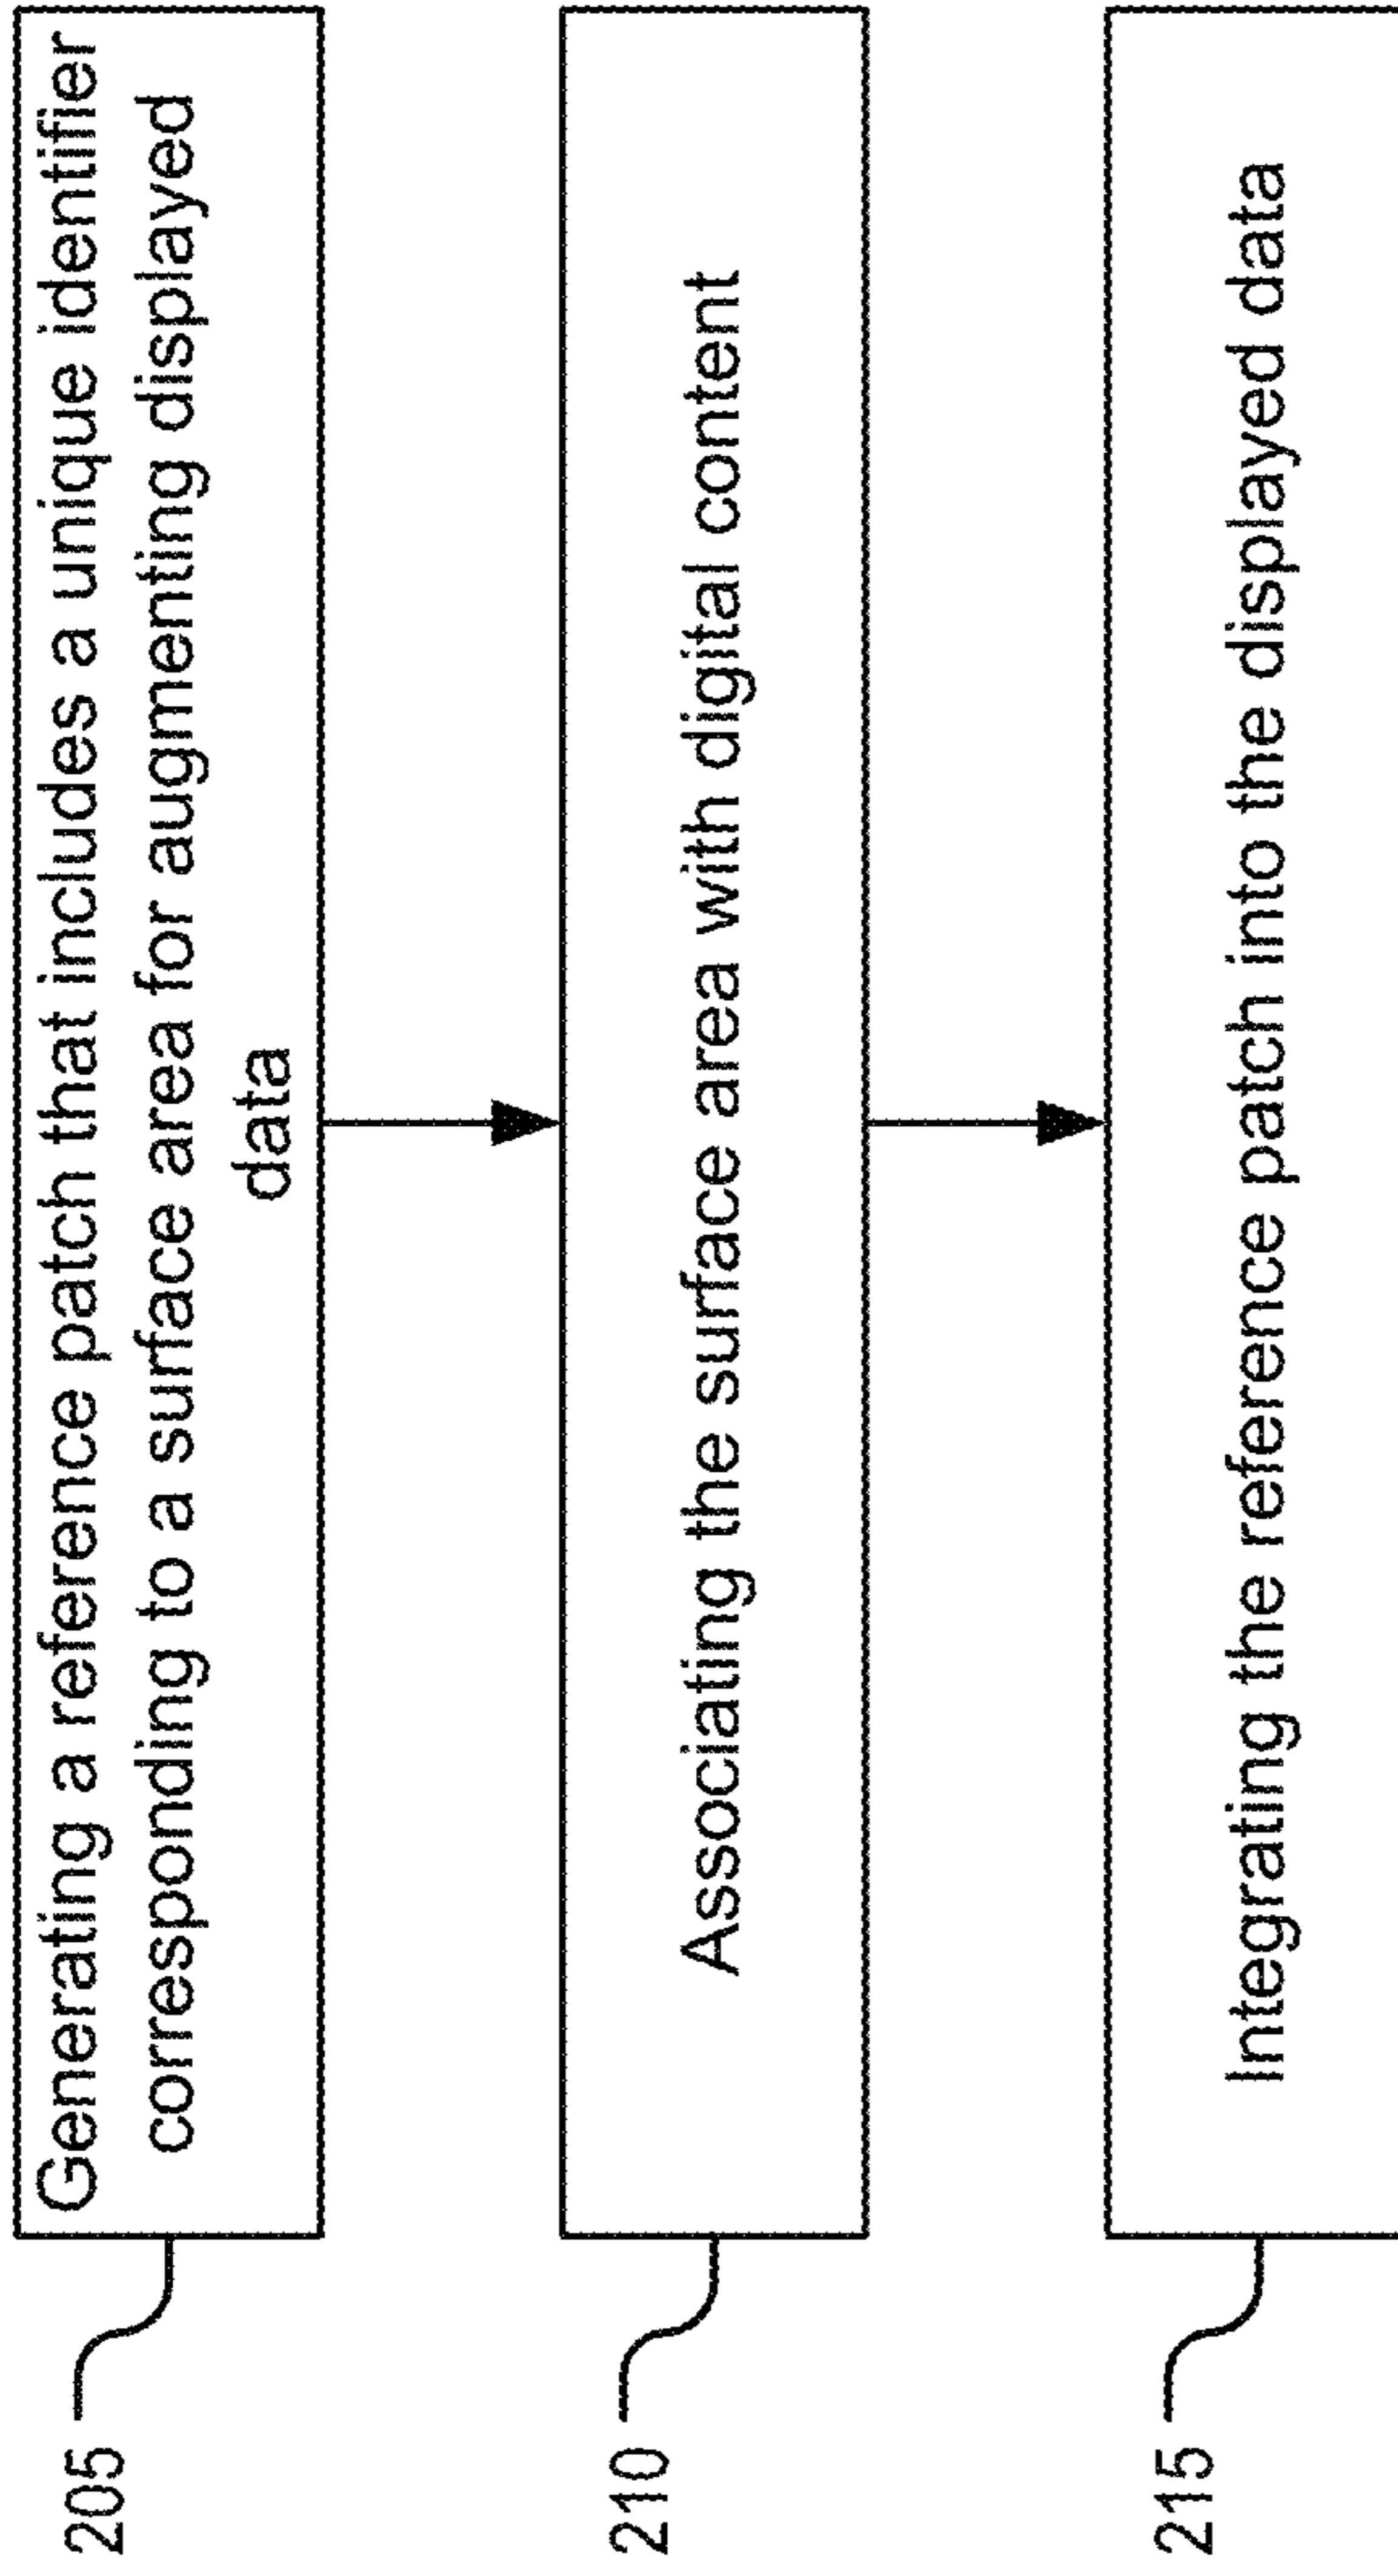 205
Generating a reference patch that includes a unique identifier
corresponding to a surface area for augmenting displayed
data
210
Associating the surface area with digital content
215
Integrating the reference patch into the displayed data